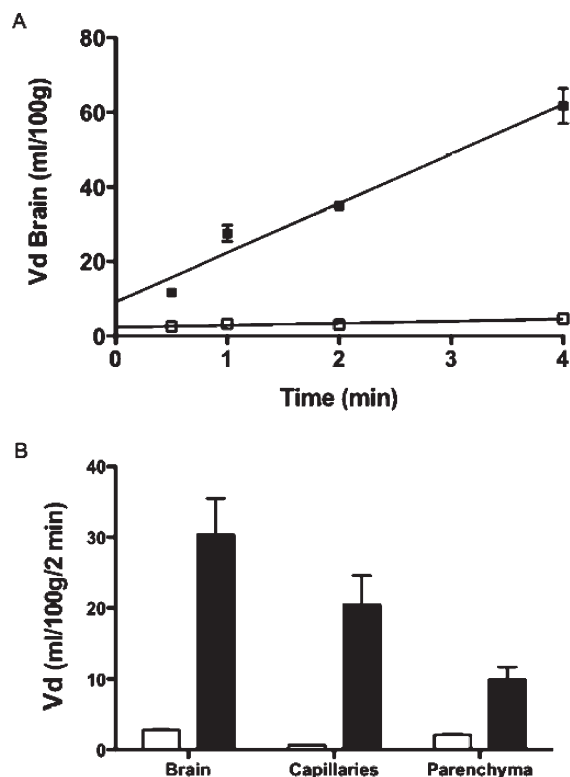 A
Vd Brain (ml/100g)
80
60
40
20
0
0 1 2 3 4
Time (min)
B
Vd (ml/100g/2 min)
40
30
20
10
0
Brain Capillaries Parenchyma